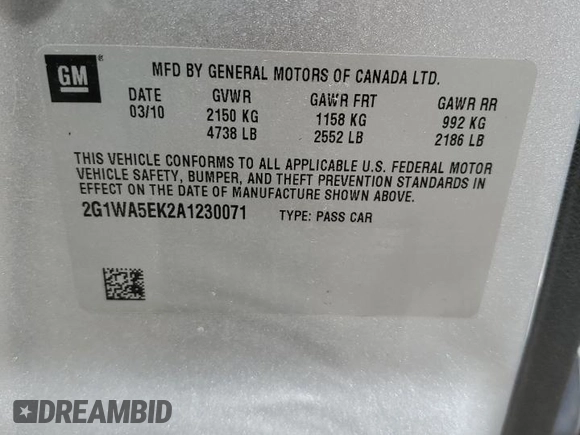 GM
MFD BY GENERAL MOTORS OF CANADA LTD.
DATE GVWR GAWR FRT GAWR RR
03/10 2150 KG 1158 KG 992 KG
4738 LB 2552 LB 2186 LB
THIS VEHICLE CONFORMS TO ALL APPLICABLE U.S. FEDERAL MOTOR
VEHICLE SAFETY, BUMPER, AND THEFT PREVENTION STANDARDS IN
EFFECT ON THE DATE OF MANUFACTURE SHOWN ABOVE.
2G1WA5EK2A1230071 TYPE: PASS CAR
DREAMBID